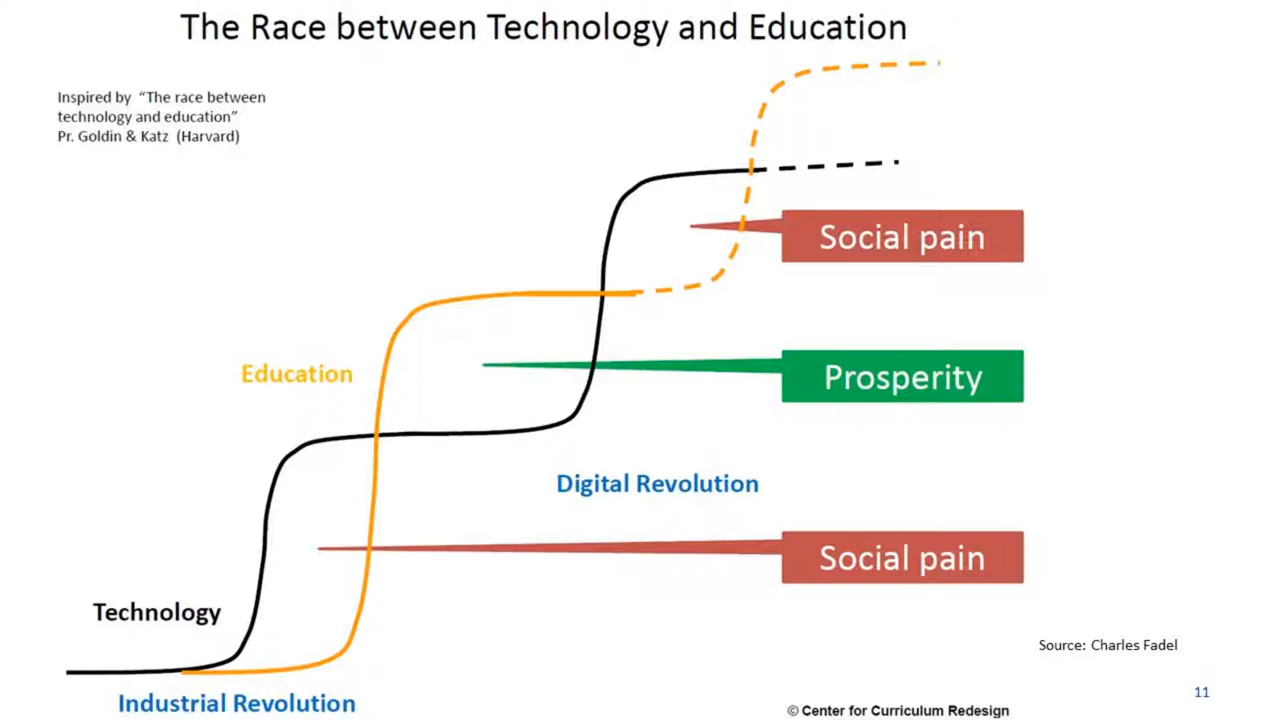 The Race between Technology and Education
Inspired by “The race between
technology and education”
Pr. Goldin & Katz (Harvard)
Social pain
Education
Prosperity
Digital Revolution
Social pain
Technology
Source: Charles Fadel
Industrial Revolution
11
© Center for Curriculum Redesign